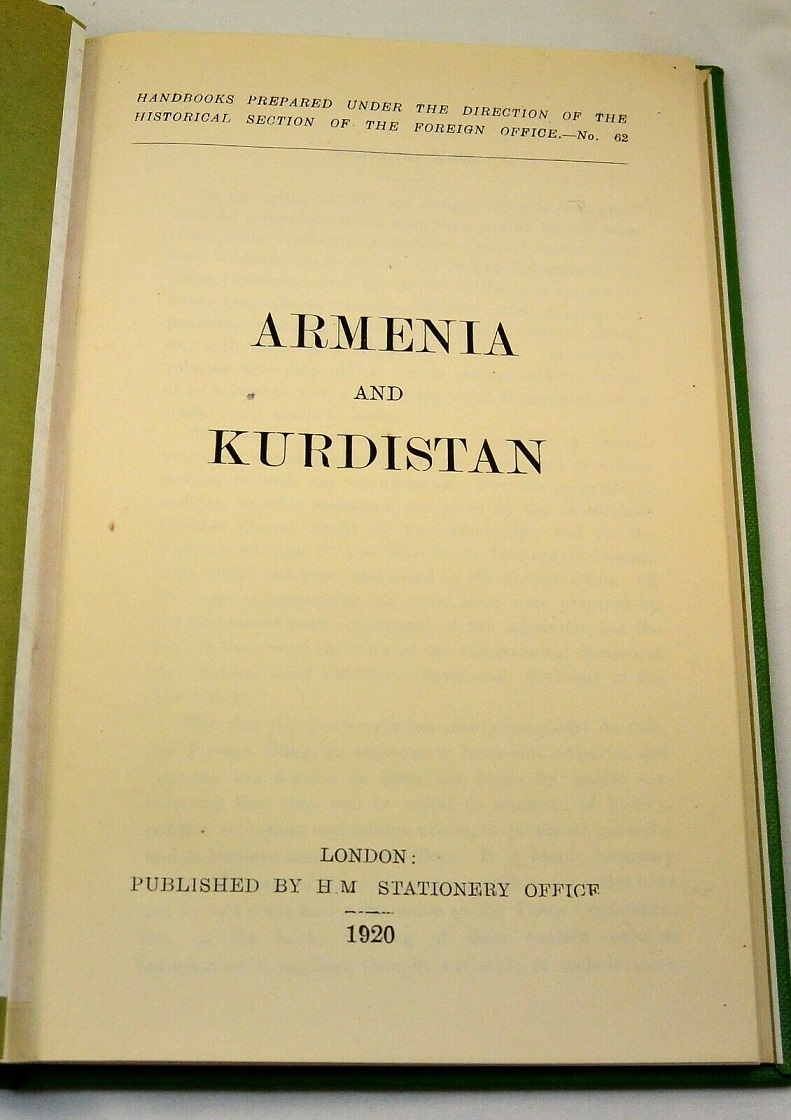 HANDBOOKS PREPARED UNDER THE DIRECTION OF THE
HISTORICAL SECTION OF THE FOREIGN OFFICE.—No. 62
ARMENIA
AND
KURDISTAN
LONDON:
PUBLISHED BY H.M STATIONERY OFFICE
1920